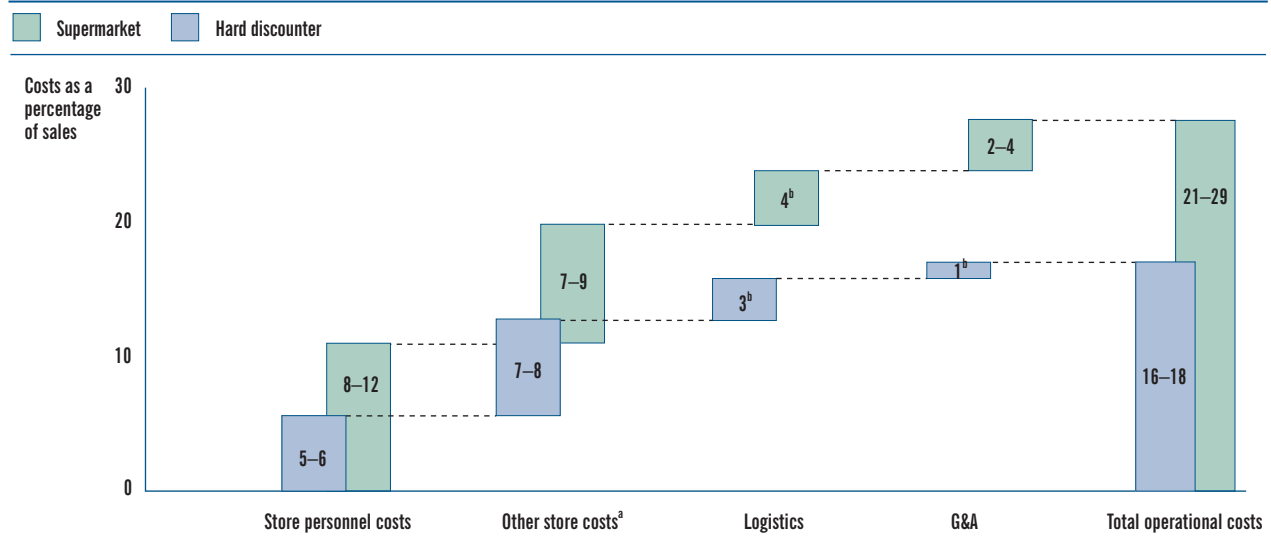 Supermarket
Hard discounter
Costs as a
percentage
of sales
30
20
10
0
8–12
5–6
7–9
7–8
4b
3b
2–4
1b
21–29
16–18
Store personnel costs
Other store costsa
Logistics
G&A
Total operational costs